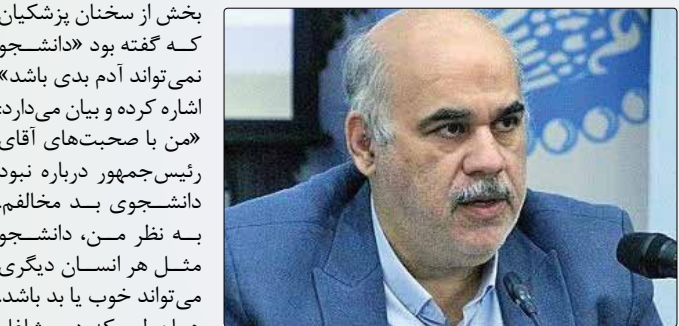 بخش از سخنان پزشکیان
که گفته بود «دانشجو
نمی‌تواند آدم بدی باشد»
اشاره کرده و بیان می‌دارد:
«من با صحبت‌های آقای
رئیس‌جمهور درباره نبود
دانشجوی بد مخالفم.
به نظر من، دانشجو
مثل هر انسان دیگری
می‌تواند خوب یا بد باشد.